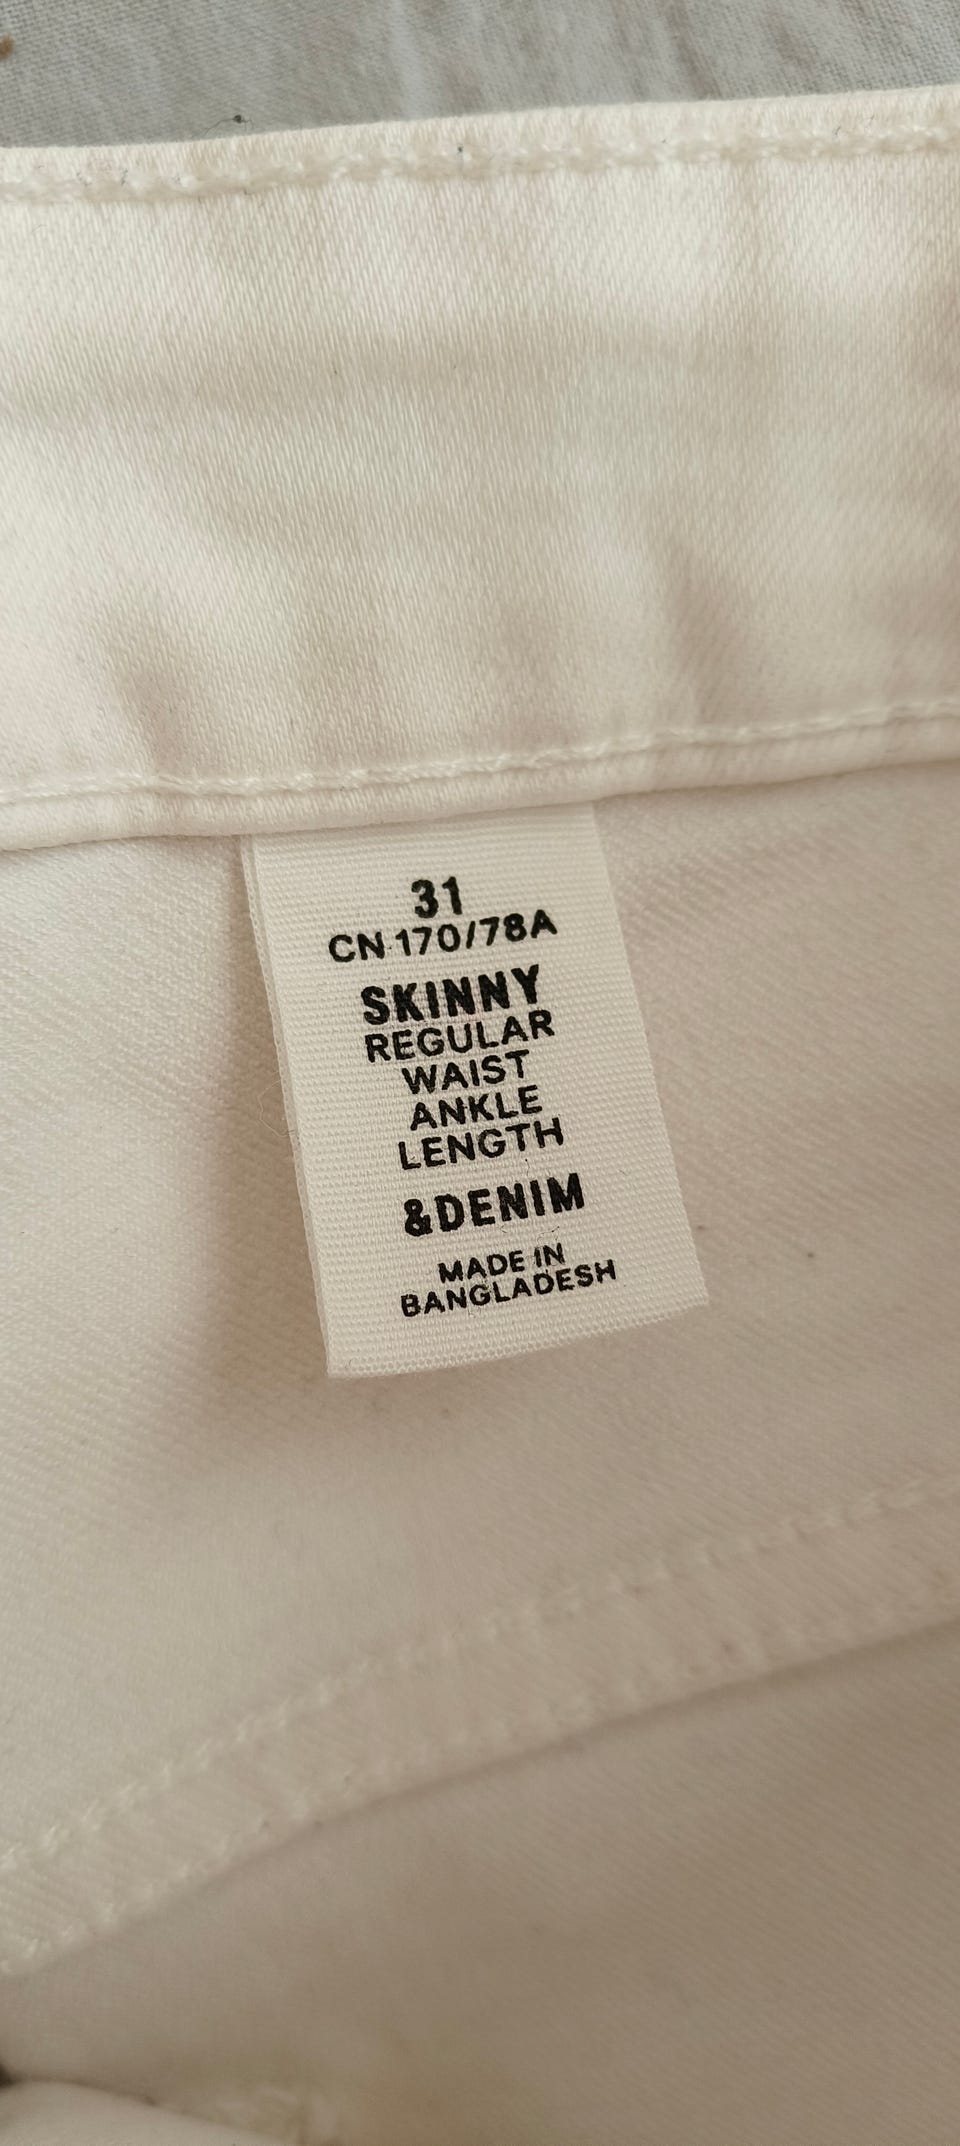 31
CN 170/78A
SKINNY
REGULAR
WAIST
ANKLE
LENGTH
&DENIM
MADE IN
BANGLADESH